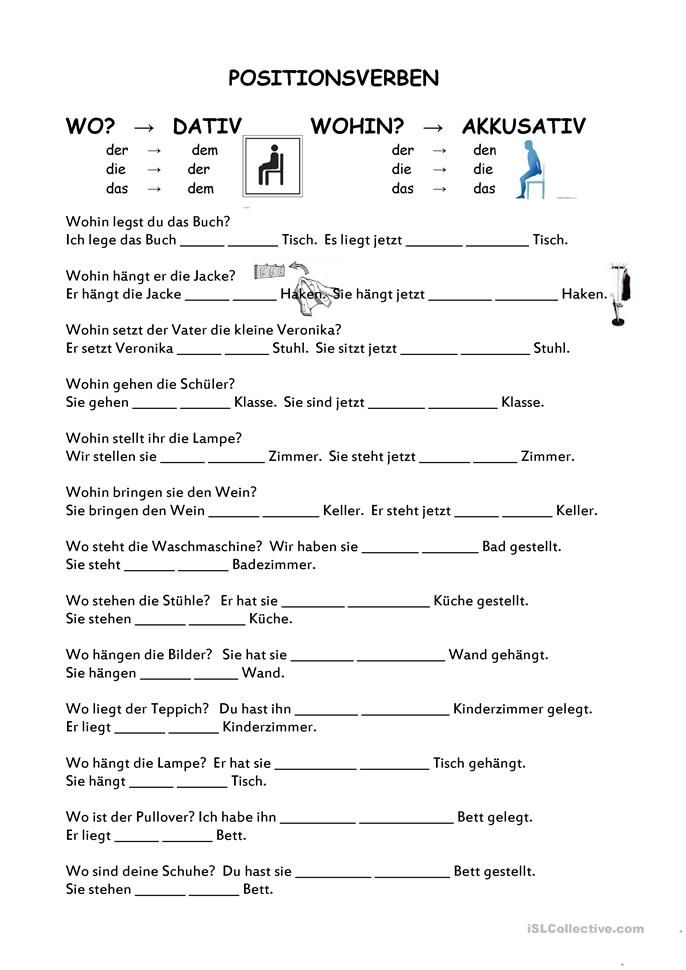 POSITIONSVERBEN
WO? → DATIV WOHIN? → AKKUSATIV
der → dem der → den
die → der die → die
das → dem das → das
Wohin legst du das Buch?
Ich lege das Buch ______ _______ Tisch. Es liegt jetzt ________ _________ Tisch.
Wohin hängt er die Jacke?
Er hängt die Jacke ______ ______ Haken. Sie hängt jetzt ________ _________ Haken.
Wohin setzt der Vater die kleine Veronika?
Er setzt Veronika ______ ______ Stuhl. Sie sitzt jetzt ________ _________ Stuhl.
Wohin gehen die Schüler?
Sie gehen ______ _______ Klasse. Sie sind jetzt ________ _________ Klasse.
Wohin stellt ihr die Lampe?
Wir stellen sie ______ ________ Zimmer. Sie steht jetzt _______ ______ Zimmer.
Wohin bringen sie den Wein?
Sie bringen den Wein _______ ________ Keller. Er steht jetzt ______ _______ Keller.
Wo steht die Waschmaschine? Wir haben sie ________ ________ Bad gestellt.
Sie steht _______ _______ Badezimmer.
Wo stehen die Stühle? Er hat sie _________ ___________ Küche gestellt.
Sie stehen _______ ________ Küche.
Wo hängen die Bilder? Sie hat sie _________ ____________ Wand gehängt.
Sie hängen _______ ______ Wand.
Wo liegt der Teppich? Du hast ihn _________ ____________ Kinderzimmer gelegt.
Er liegt _______ _______ Kinderzimmer.
Wo hängt die Lampe? Er hat sie ___________ _________ Tisch gehängt.
Sie hängt ______ _______ Tisch.
Wo ist der Pullover? Ich habe ihn __________ ____________ Bett gelegt.
Er liegt ______ _______ Bett.
Wo sind deine Schuhe? Du hast sie __________ __________ Bett gestellt.
Sie stehen _______ _______ Bett.
iSLCollective.com